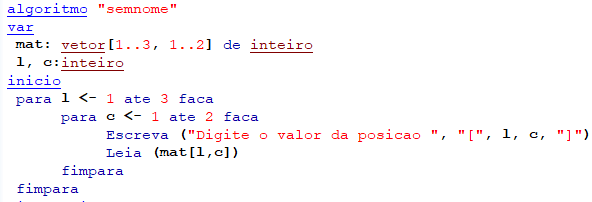 algoritmo "semnome"
var
mat: vetor[1..3, 1..2] de inteiro
l, c:inteiro
inicio
para l <- 1 ate 3 faca
para c <- 1 ate 2 faca
Escreva ("Digite o valor da posicao ", "[", l, c, "]")
Leia (mat[l,c])
fimpara
fimpara